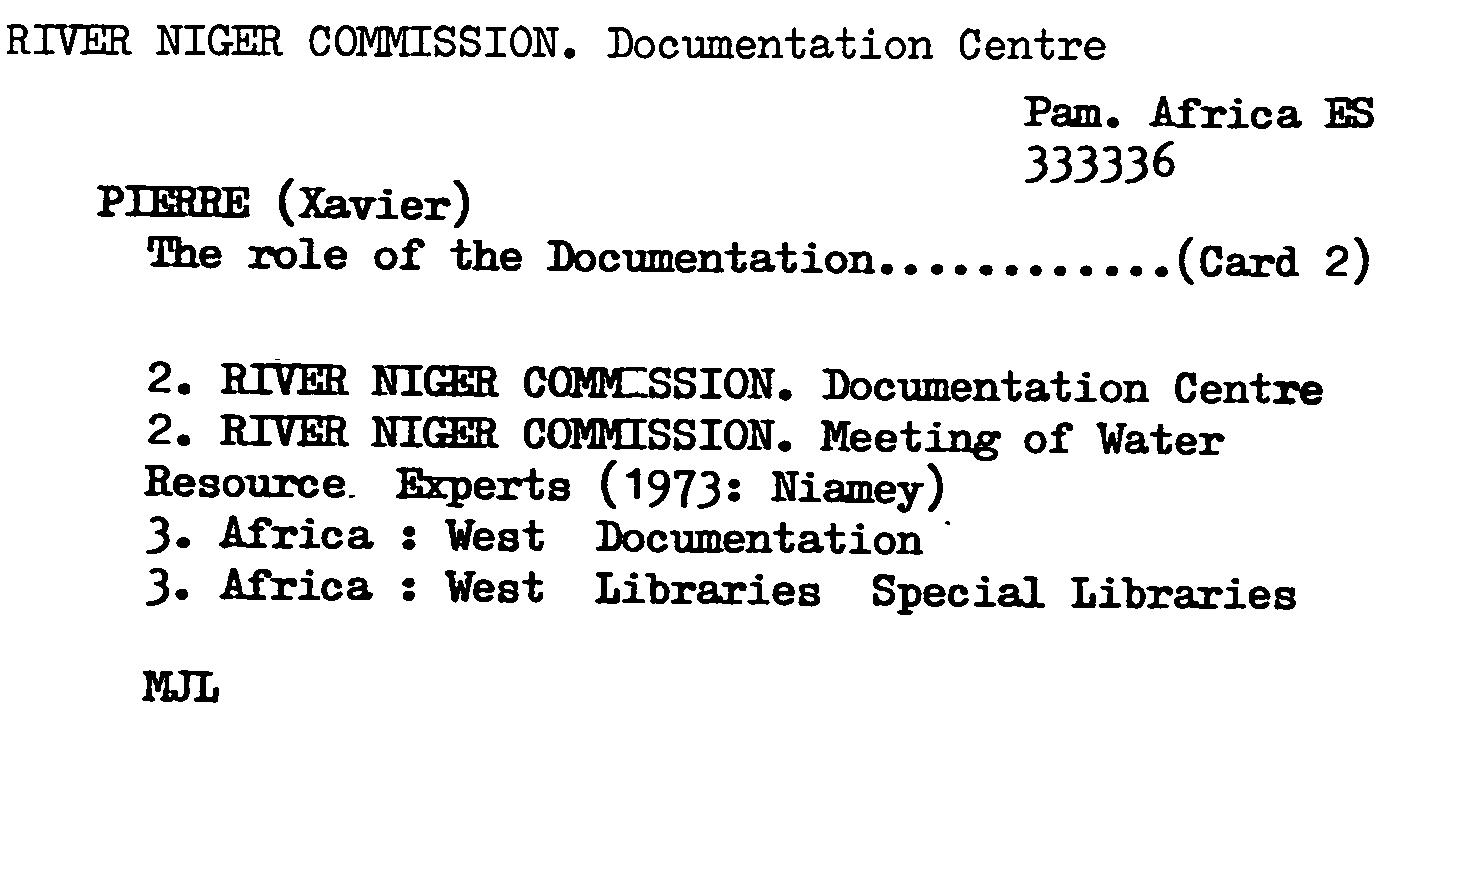 RIVER NIGER COMMISSION. Documentation Centre
Pam. Africa ES
333336
PIERRE (Xavier)
The role of the Documentation............(Card 2)
2. RIVER NIGER COMMISSION. Documentation Centre
2. RIVER NIGER COMMISSION. Meeting of Water
Resource. Experts (1973: Niamey)
3. Africa : West Documentation
3. Africa : West Libraries Special Libraries
MJL